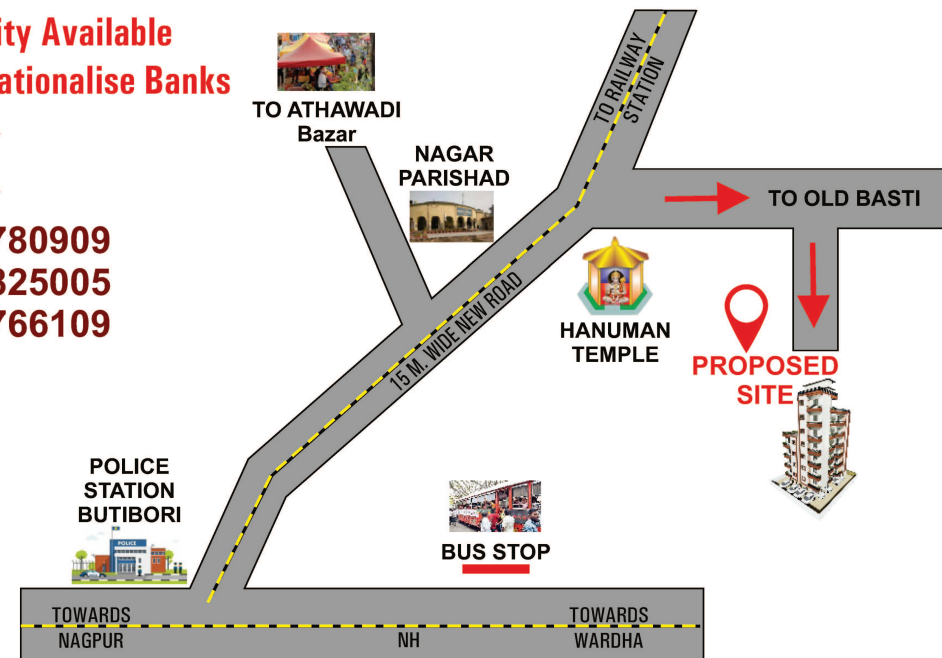 ity Available
ationalise Banks
780909
825005
766109
TO ATHAWADI
Bazar
NAGAR
PARISHAD
TO RAILWAY
STATION
TO OLD BASTI
HANUMAN
TEMPLE
15 M. WIDE NEW ROAD
PROPOSED
SITE
POLICE
STATION
BUTIBORI
POLICE
BUS STOP
TOWARDS
NAGPUR
NH
TOWARDS
WARDHA